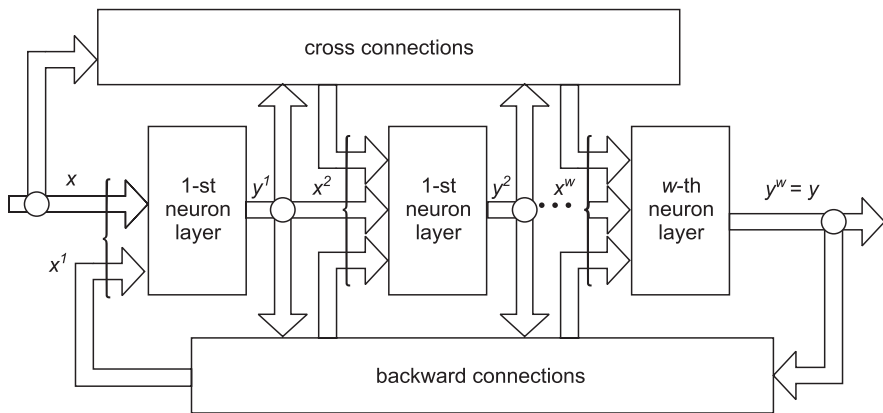 cross connections
x
1-st
neuron
layer
y¹
x²
1-st
neuron
layer
y²
xʷ
w-th
neuron
layer
yʷ = y
x¹
backward connections